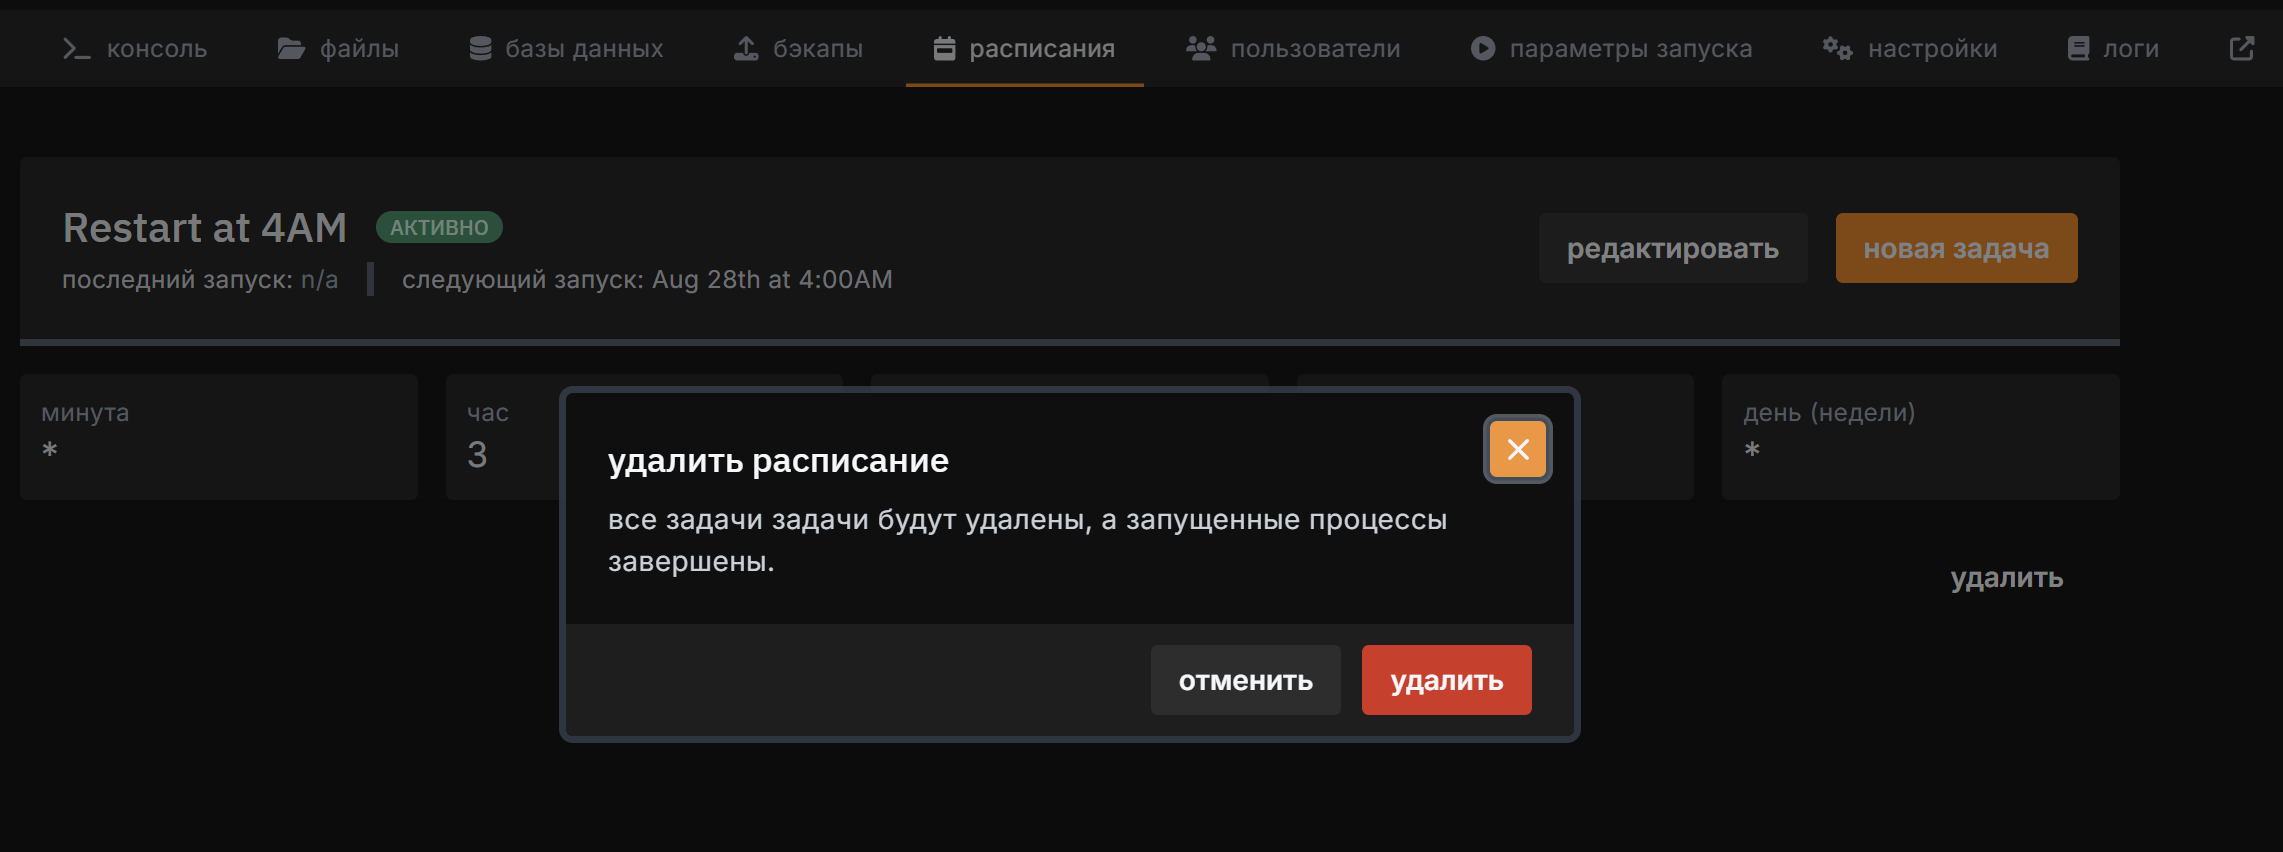 консоль файлы базы данных бэкапы расписания пользователи параметры запуска настройки логи
Restart at 4AM АКТИВНО
последний запуск: n/a следующий запуск: Aug 28th at 4:00AM
редактировать новая задача
минута час день (недели)
* 3 *
удалить расписание
все задачи задачи будут удалены, а запущенные процессы
завершены.
удалить
отменить удалить